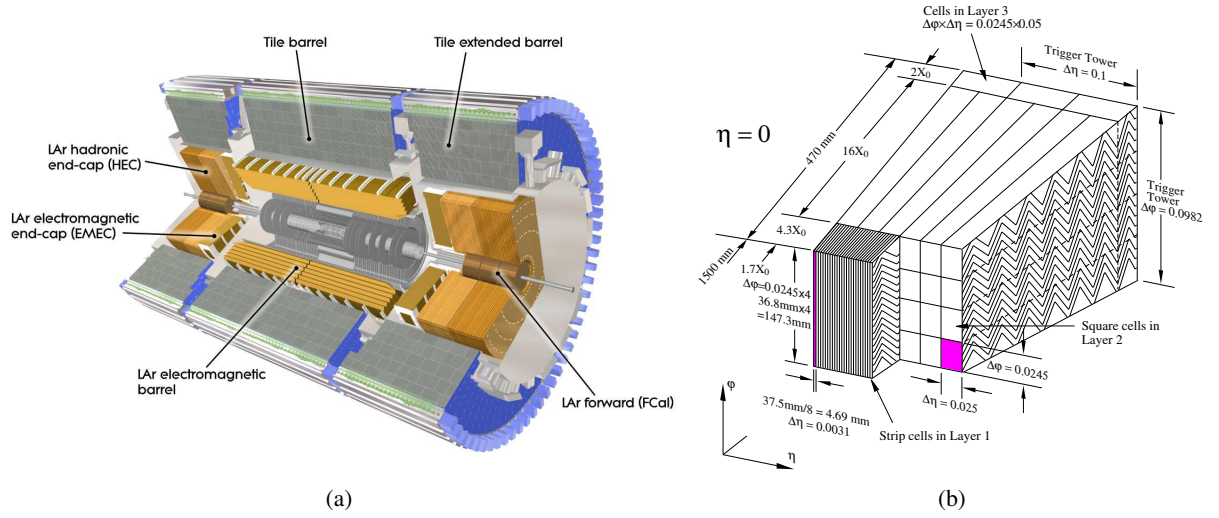 Tile barrel
Tile extended barrel
LAr hadronic
end-cap (HEC)
LAr electromagnetic
end-cap (EMEC)
LAr electromagnetic
barrel
LAr forward (FCal)
(a)
Cells in Layer 3
Δφ×Δη = 0.0245×0.05
Trigger Tower
Δη = 0.1
2X₀
η = 0
470 mm
16X₀
Trigger
Tower
Δφ = 0.0982
4.3X₀
1500 mm
1.7X₀
Δφ=0.0245x4
36.8mmx4
=147.3mm
Square cells in
Layer 2
Δφ = 0.0245
Δη = 0.025
37.5mm/8 = 4.69 mm
Δη = 0.0031
Strip cells in Layer 1
φ
η
(b)